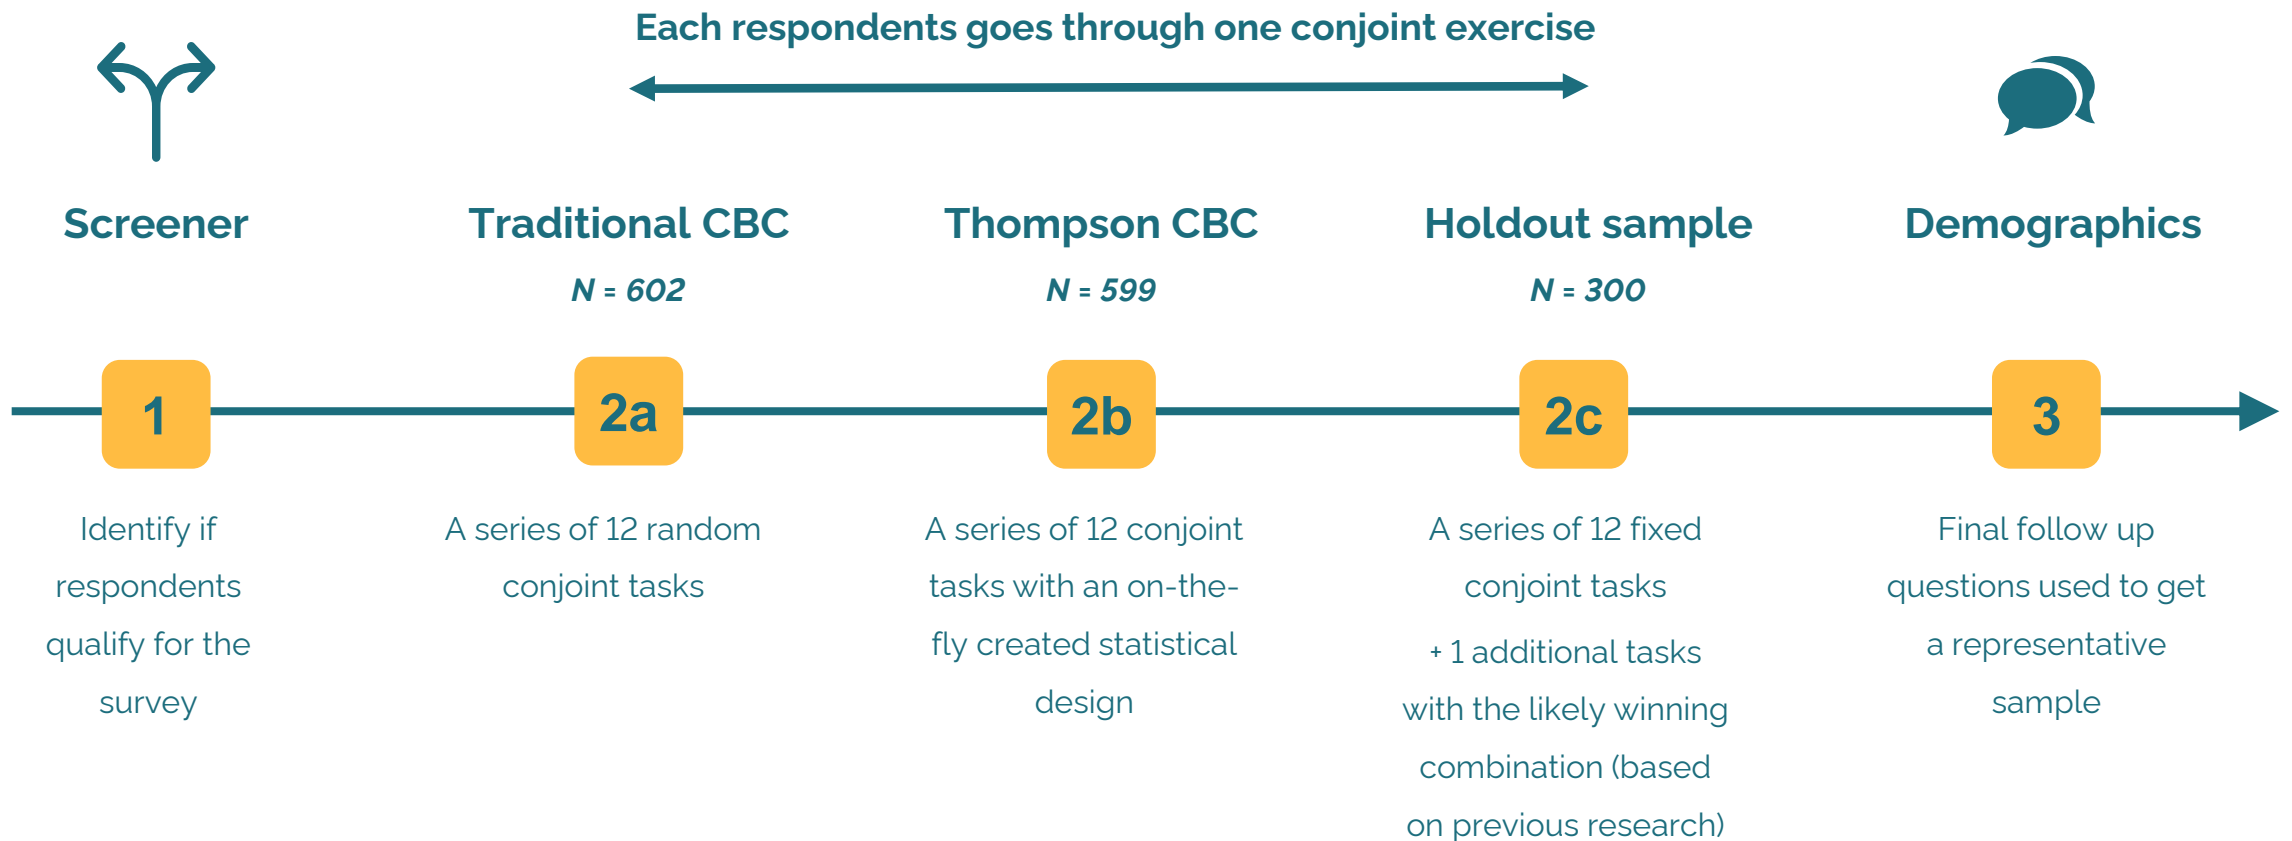 Each respondents goes through one conjoint exercise
Screener
Traditional CBC
N = 602
Thompson CBC
N = 599
Holdout sample
N = 300
Demographics
1
2a
2b
2c
3
Identify if
respondents
qualify for the
survey
A series of 12 random
conjoint tasks
A series of 12 conjoint
tasks with an on-the-
fly created statistical
design
A series of 12 fixed
conjoint tasks
+ 1 additional tasks
with the likely winning
combination (based
on previous research)
Final follow up
questions used to get
a representative
sample